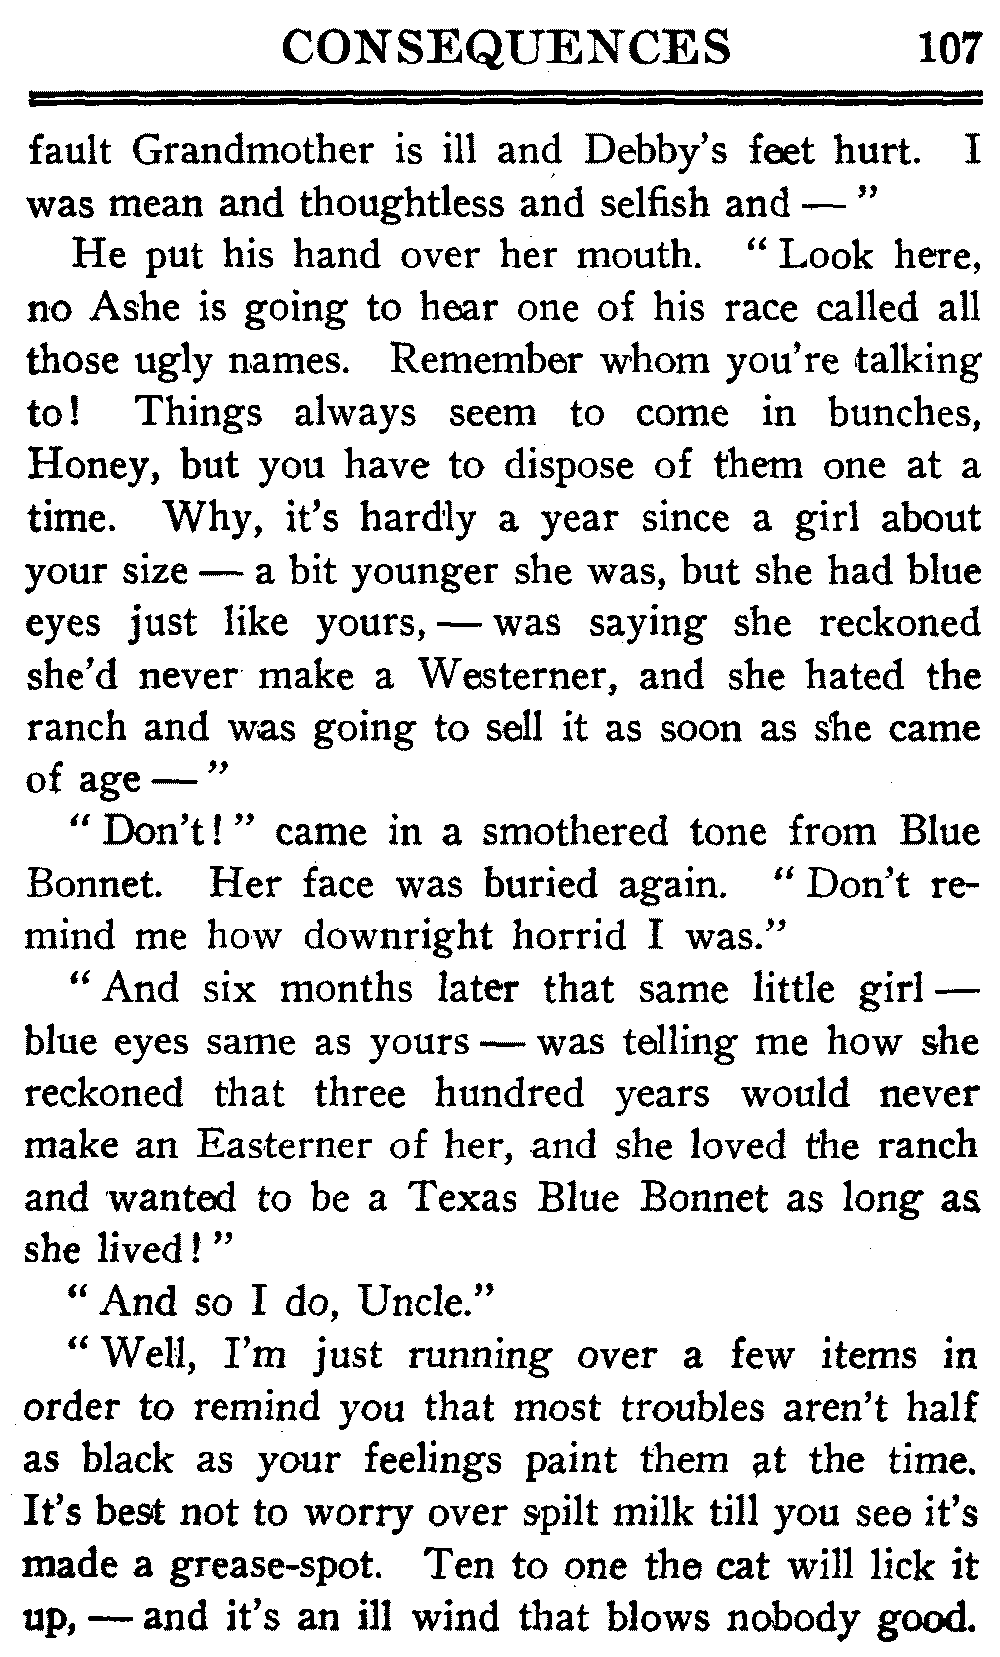 CONSEQUENCES 107
fault Grandmother is ill and Debby's feet hurt. I
was mean and thoughtless and selfish and — "
He put his hand over her mouth. " Look here,
no Ashe is going to hear one of his race called all
those ugly names. Remember whom you're talking
to! Things always seem to come in bunches,
Honey, but you have to dispose of them one at a
time. Why, it's hardly a year since a girl about
your size — a bit younger she was, but she had blue
eyes just like yours, — was saying she reckoned
she'd never make a Westerner, and she hated the
ranch and was going to sell it as soon as she came
of age — "
" Don't! " came in a smothered tone from Blue
Bonnet. Her face was buried again. " Don't re-
mind me how downright horrid I was."
" And six months later that same little girl —
blue eyes same as yours — was telling me how she
reckoned that three hundred years would never
make an Easterner of her, and she loved the ranch
and wanted to be a Texas Blue Bonnet as long as
she lived! "
" And so I do, Uncle."
" Well, I'm just running over a few items in
order to remind you that most troubles aren't half
as black as your feelings paint them at the time.
It's best not to worry over spilt milk till you see it's
made a grease-spot. Ten to one the cat will lick it
up, — and it's an ill wind that blows nobody good.